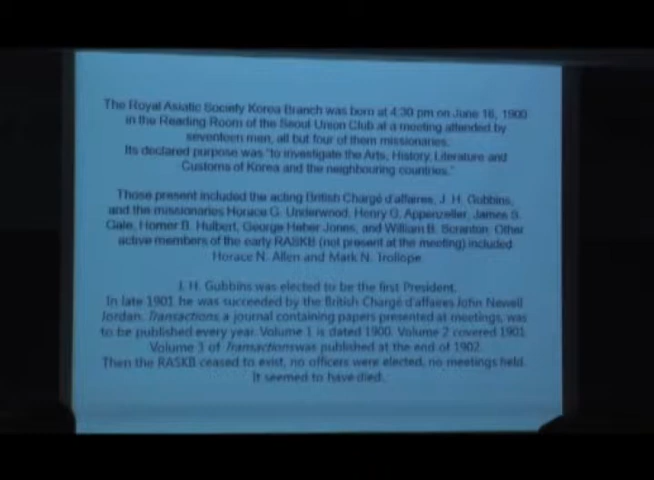 The Royal Asiatic Society Korea Branch was born at 4:30 pm on June 16, 1900
in the Reading Room of the Seoul Union Club at a meeting attended by
seventeen men, all but four of them missionaries.
Its declared purpose was "to investigate the Arts, History, Literature and
Customs of Korea and the neighbouring countries."
Those present included the acting British Chargé d'affaires, J. H. Gubbins,
and the missionaries Horace G. Underwood, Henry G. Appenzeller, James S.
Gale, Homer B. Hulbert, George Heber Jones, and William B. Scranton. Other
active members of the early RASKB (not present at the meeting) included
Horace N. Allen and Mark N. Trollope.
J. H. Gubbins was elected to be the first President.
In late 1901 he was succeeded by the British Chargé d'affaires John Newell
Jordan. Transactions a journal containing papers presented at meetings, was
to be published every year. Volume 1 is dated 1900. Volume 2 covered 1901
Volume 3 of Transactions was published at the end of 1902.
Then the RASKB ceased to exist, no officers were elected, no meetings held.
It seemed to have died.